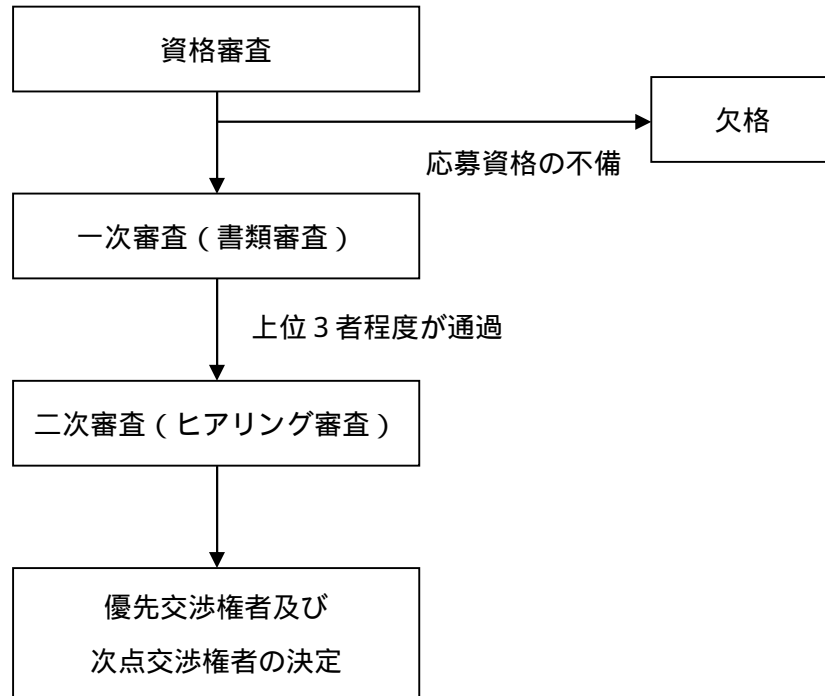 資格審査
欠格
応募資格の不備
一次審査（書類審査）
上位３者程度が通過
二次審査（ヒアリング審査）
優先交渉権者及び
次点交渉権者の決定